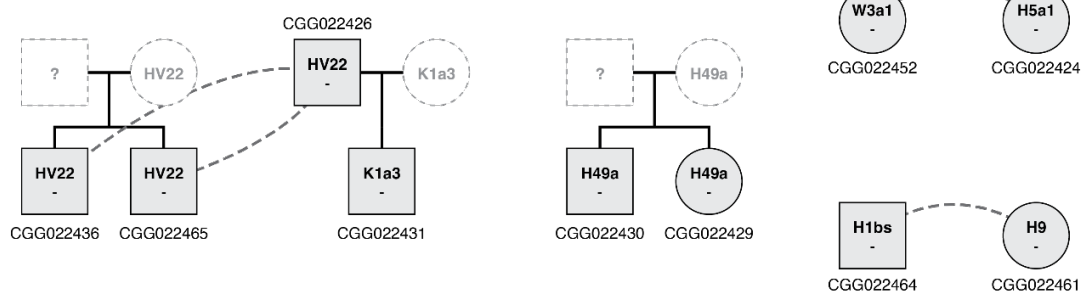 CGG022426
?
HV22
HV22
-
K1a3
HV22
-
HV22
-
K1a3
-
CGG022436
CGG022465
CGG022431
?
H49a
H49a
-
H49a
-
CGG022430
CGG022429
W3a1
-
H5a1
-
CGG022452
CGG022424
H1bs
-
H9
-
CGG022464
CGG022461